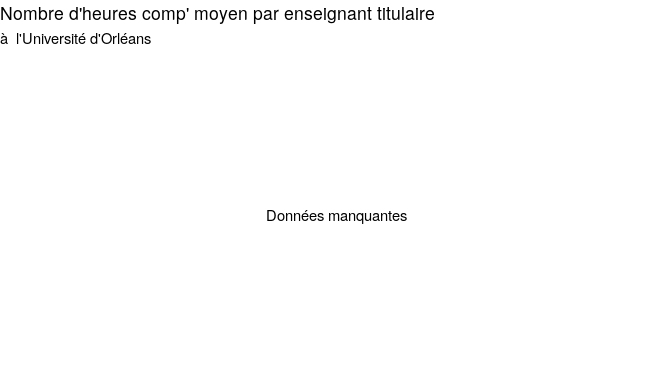 Nombre d'heures comp' moyen par enseignant titulaire
à  l'Université d'Orléans
Données manquantes